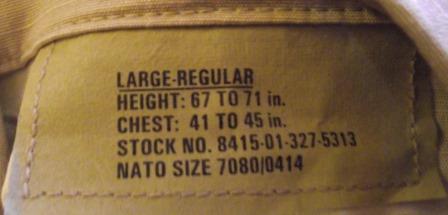 LARGE-REGULAR
HEIGHT: 67 TO 71 in.
CHEST: 41 TO 45 in.
STOCK NO. 8415-01-327-5313
NATO SIZE 7080/0414